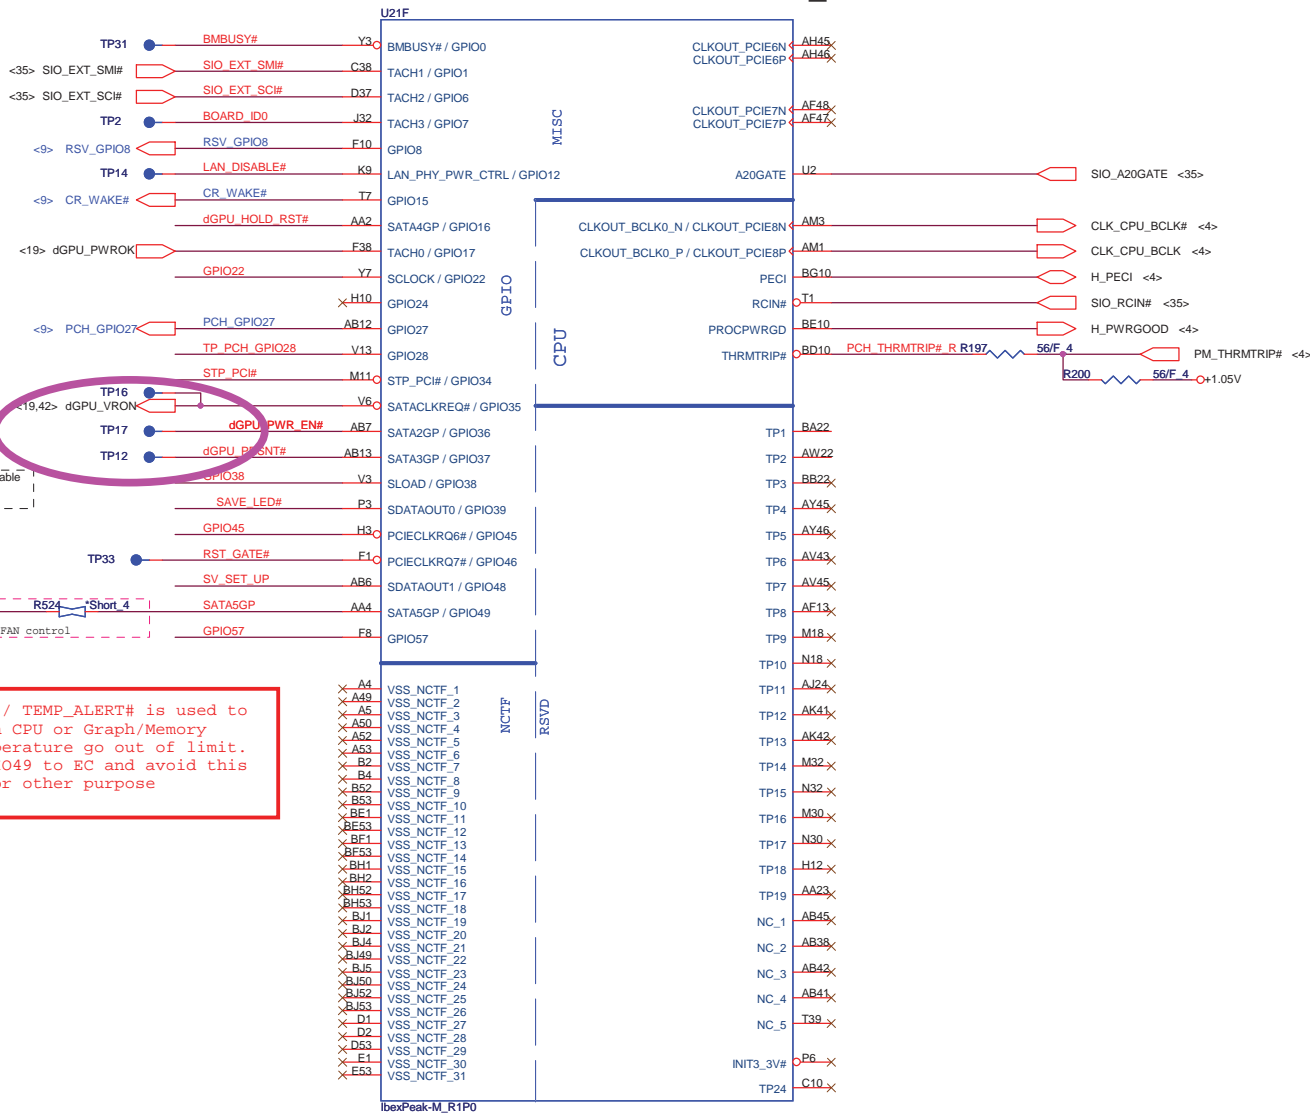 U21F
TP31 BMBUSY# Y3 BMBUSY# / GPIO0
<35> SIO_EXT_SMI# SIO_EXT_SMI# C38 TACH1 / GPIO1
<35> SIO_EXT_SCI# SIO_EXT_SCI# D37 TACH2 / GPIO6
TP2 BOARD_ID0 J32 TACH3 / GPIO7
<9> RSV_GPIO8 RSV_GPIO8 F10 GPIO8
TP14 LAN_DISABLE# K9 LAN_PHY_PWR_CTRL / GPIO12
<9> CR_WAKE# CR_WAKE# T7 GPIO15
dGPU_HOLD_RST# AA2 SATA4GP / GPIO16
<19> dGPU_PWROK F38 TACH0 / GPIO17
GPIO22 Y7 SCLOCK / GPIO22
H10 GPIO24
<9> PCH_GPIO27 PCH_GPIO27 AB12 GPIO27
TP_PCH_GPIO28 V13 GPIO28
STP_PCI# M11 STP_PCI# / GPIO34
TP16
<19,42> dGPU_VRON V6 SATACLKREQ# / GPIO35
TP17 dGPU_PWR_EN# AB7 SATA2GP / GPIO36
TP12 dGPU_PRSNT# AB13 SATA3GP / GPIO37
able
GPIO38 V3 SLOAD / GPIO38
SAVE_LED# P3 SDATAOUT0 / GPIO39
GPIO45 H3 PCIECLKRQ6# / GPIO45
TP33 RST_GATE# F1 PCIECLKRQ7# / GPIO46
SV_SET_UP AB6 SDATAOUT1 / GPIO48
R524 *Short_4 SATA5GP AA4 SATA5GP / GPIO49
FAN control
GPIO57 F8 GPIO57
MISC
GPIO
CPU
NCTF
RSVD
CLKOUT_PCIE6N AH45
CLKOUT_PCIE6P AH46
CLKOUT_PCIE7N AF48
CLKOUT_PCIE7P AF47
A20GATE U2 SIO_A20GATE <35>
CLKOUT_BCLK0_N / CLKOUT_PCIE8N AM3 CLK_CPU_BCLK# <4>
CLKOUT_BCLK0_P / CLKOUT_PCIE8P AM1 CLK_CPU_BCLK <4>
PECI BG10 H_PECI <4>
RCIN# T1 SIO_RCIN# <35>
PROCPWRGD BE10 H_PWRGOOD <4>
THRMTRIP# BD10 PCH_THRMTRIP#_R R197 56/F_4 PM_THRMTRIP# <4>
R200 56/F_4 +1.05V
TP1 BA22
TP2 AW22
TP3 BB22
TP4 AY45
TP5 AY46
TP6 AV43
TP7 AV45
TP8 AF13
TP9 M18
TP10 N18
TP11 AJ24
TP12 AK41
TP13 AK42
TP14 M32
TP15 N32
TP16 M30
TP17 N30
TP18 H12
TP19 AA23
NC_1 AB45
NC_2 AB38
NC_3 AB42
NC_4 AB41
NC_5 T39
INIT3_3V# P6
TP24 C10
/ TEMP_ALERT# is used to
CPU or Graph/Memory
perature go out of limit.
IO49 to EC and avoid this
or other purpose
A4 VSS_NCTF_1
A49 VSS_NCTF_2
A5 VSS_NCTF_3
A50 VSS_NCTF_4
A52 VSS_NCTF_5
A53 VSS_NCTF_6
B2 VSS_NCTF_7
B4 VSS_NCTF_8
B52 VSS_NCTF_9
B53 VSS_NCTF_10
BE1 VSS_NCTF_11
BE53 VSS_NCTF_12
BF1 VSS_NCTF_13
BF53 VSS_NCTF_14
BH1 VSS_NCTF_15
BH2 VSS_NCTF_16
BH52 VSS_NCTF_17
BH53 VSS_NCTF_18
BJ1 VSS_NCTF_19
BJ2 VSS_NCTF_20
BJ4 VSS_NCTF_21
BJ49 VSS_NCTF_22
BJ5 VSS_NCTF_23
BJ50 VSS_NCTF_24
BJ52 VSS_NCTF_25
BJ53 VSS_NCTF_26
D1 VSS_NCTF_27
D2 VSS_NCTF_28
D53 VSS_NCTF_29
E1 VSS_NCTF_30
E53 VSS_NCTF_31
IbexPeak-M_R1P0